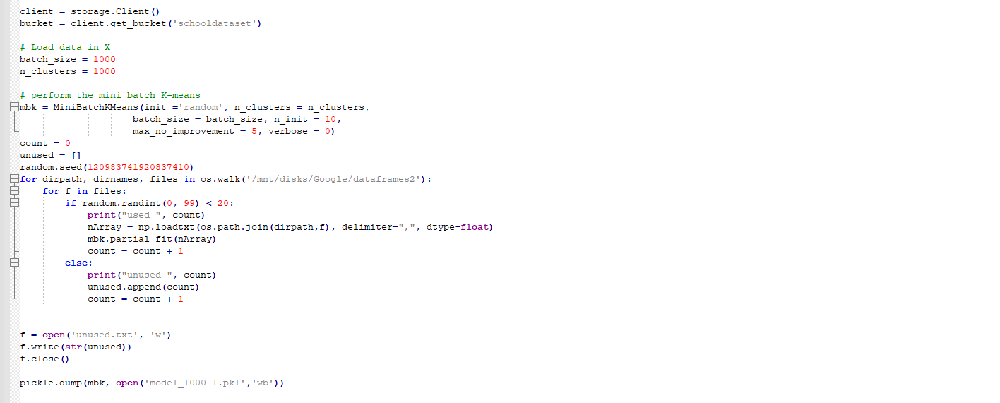 client = storage.Client()
bucket = client.get_bucket('schooldataset')
# Load data in X
batch_size = 1000
n_clusters = 1000
# perform the mini batch K-means
mbk = MiniBatchKMeans(init ='random', n_clusters = n_clusters,
                    batch_size = batch_size, n_init = 10,
                    max_no_improvement = 5, verbose = 0)
count = 0
unused = []
random.seed(120983741920837410)
for dirpath, dirnames, files in os.walk('/mnt/disks/Google/dataframes2'):
    for f in files:
        if random.randint(0, 99) < 20:
            print("used ", count)
            nArray = np.loadtxt(os.path.join(dirpath,f), delimiter=",", dtype=float)
            mbk.partial_fit(nArray)
            count = count + 1
        else:
            print("unused ", count)
            unused.append(count)
            count = count + 1
f = open('unused.txt', 'w')
f.write(str(unused))
f.close()
pickle.dump(mbk, open('model_1000-1.pkl','wb'))